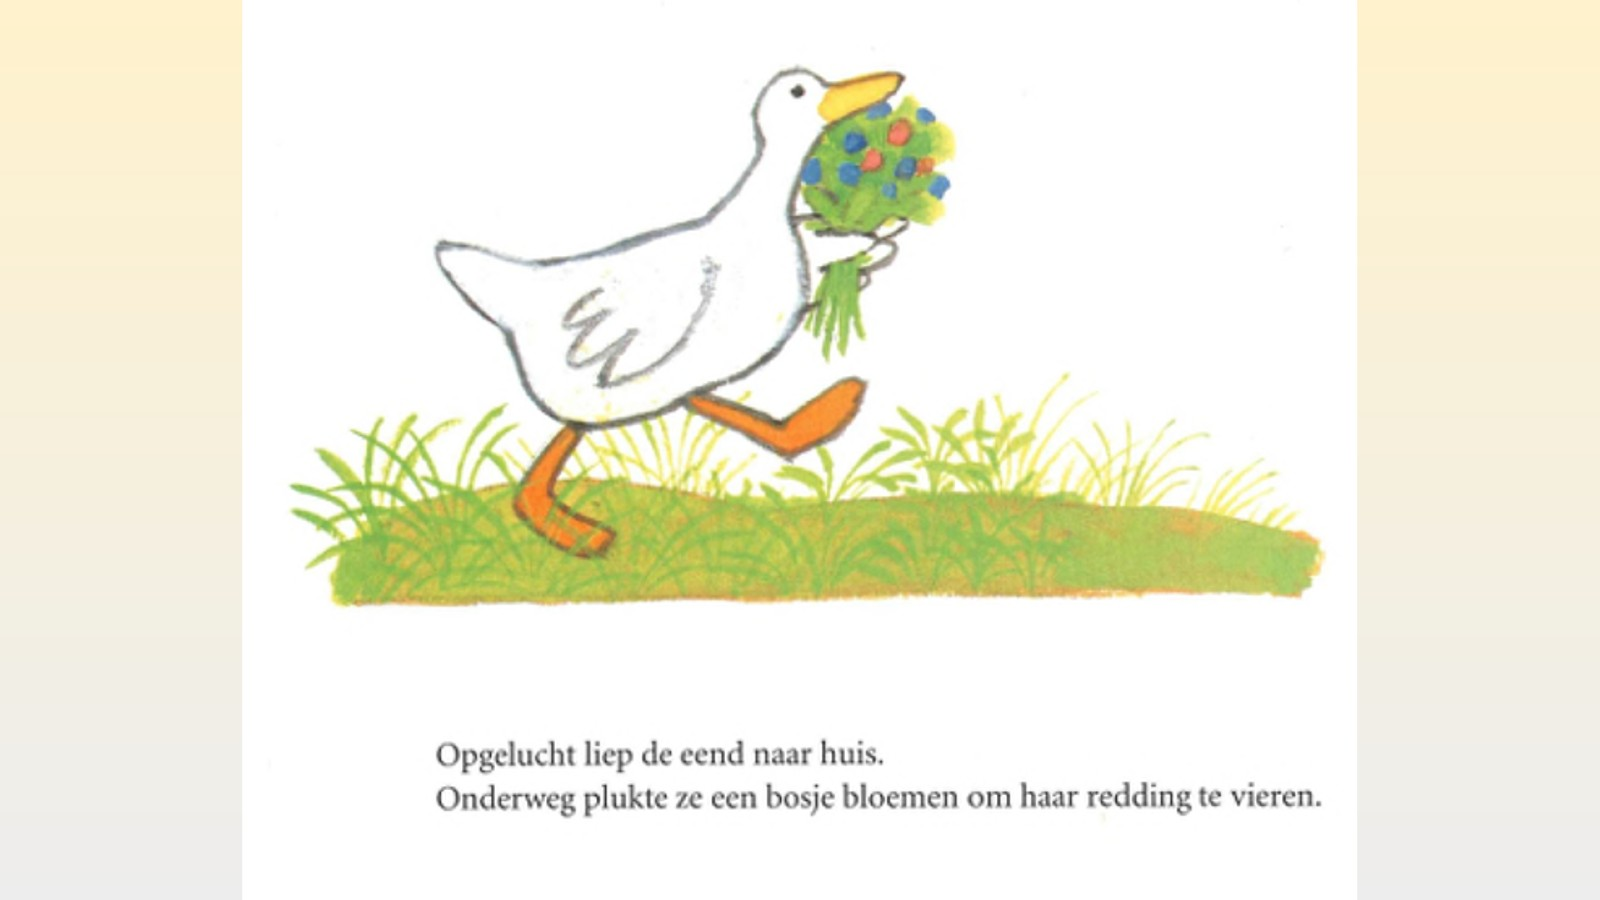 Opgelucht liep de eend naar huis.
Onderweg plukte ze een bosje bloemen om haar redding te vieren.